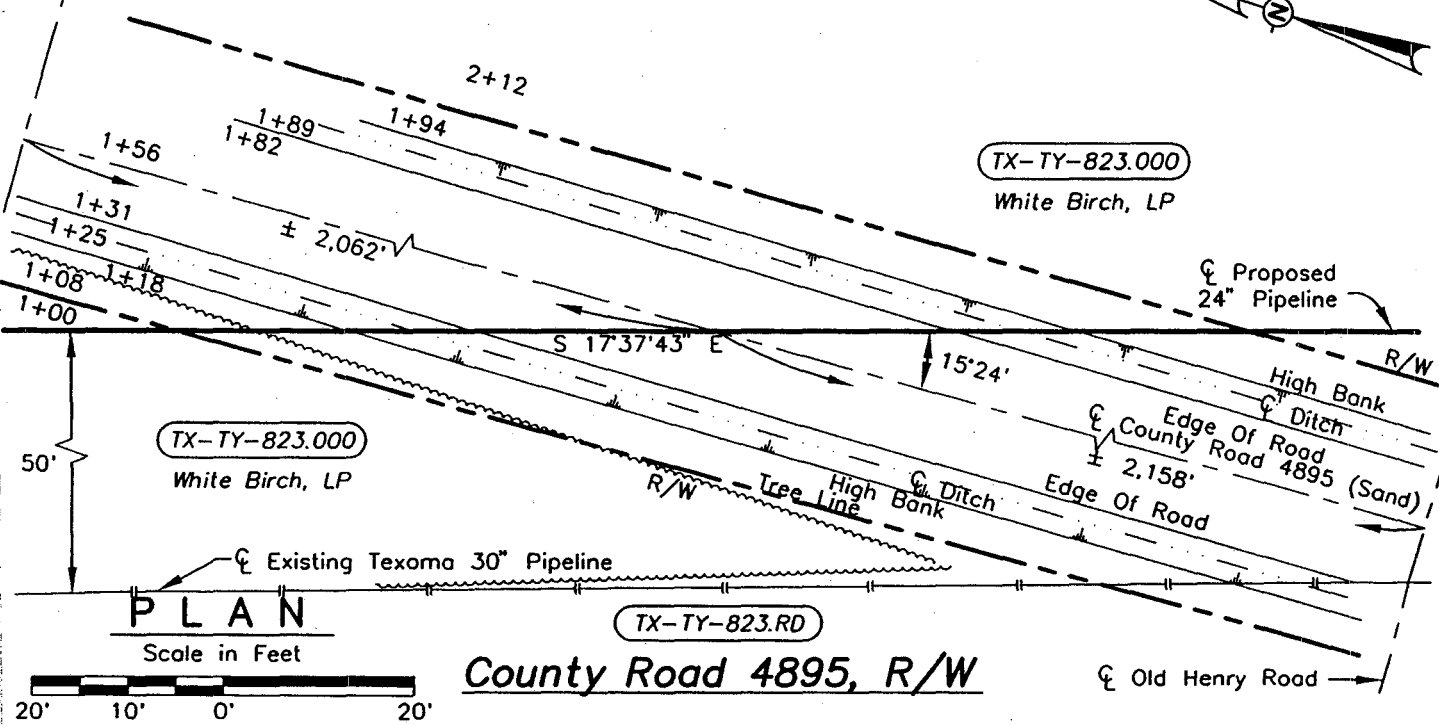 N
2+12
1+94
1+89
1+82
1+56
1+31
1+25
1+18
1+08
1+00
± 2,062'
TX-TY-823.000
White Birch, LP
℄ Proposed
24" Pipeline
S 17°37'43" E
15°24'
R/W
High Bank
℄ Ditch
Edge Of Road
℄ County Road 4895 (Sand)
± 2,158'
Edge Of Road
℄ Ditch
High Bank
Tree Line
R/W
50'
TX-TY-823.000
White Birch, LP
℄ Existing Texoma 30" Pipeline
PLAN
Scale in Feet
20' 10' 0' 20'
TX-TY-823.RD
County Road 4895, R/W
℄ Old Henry Road